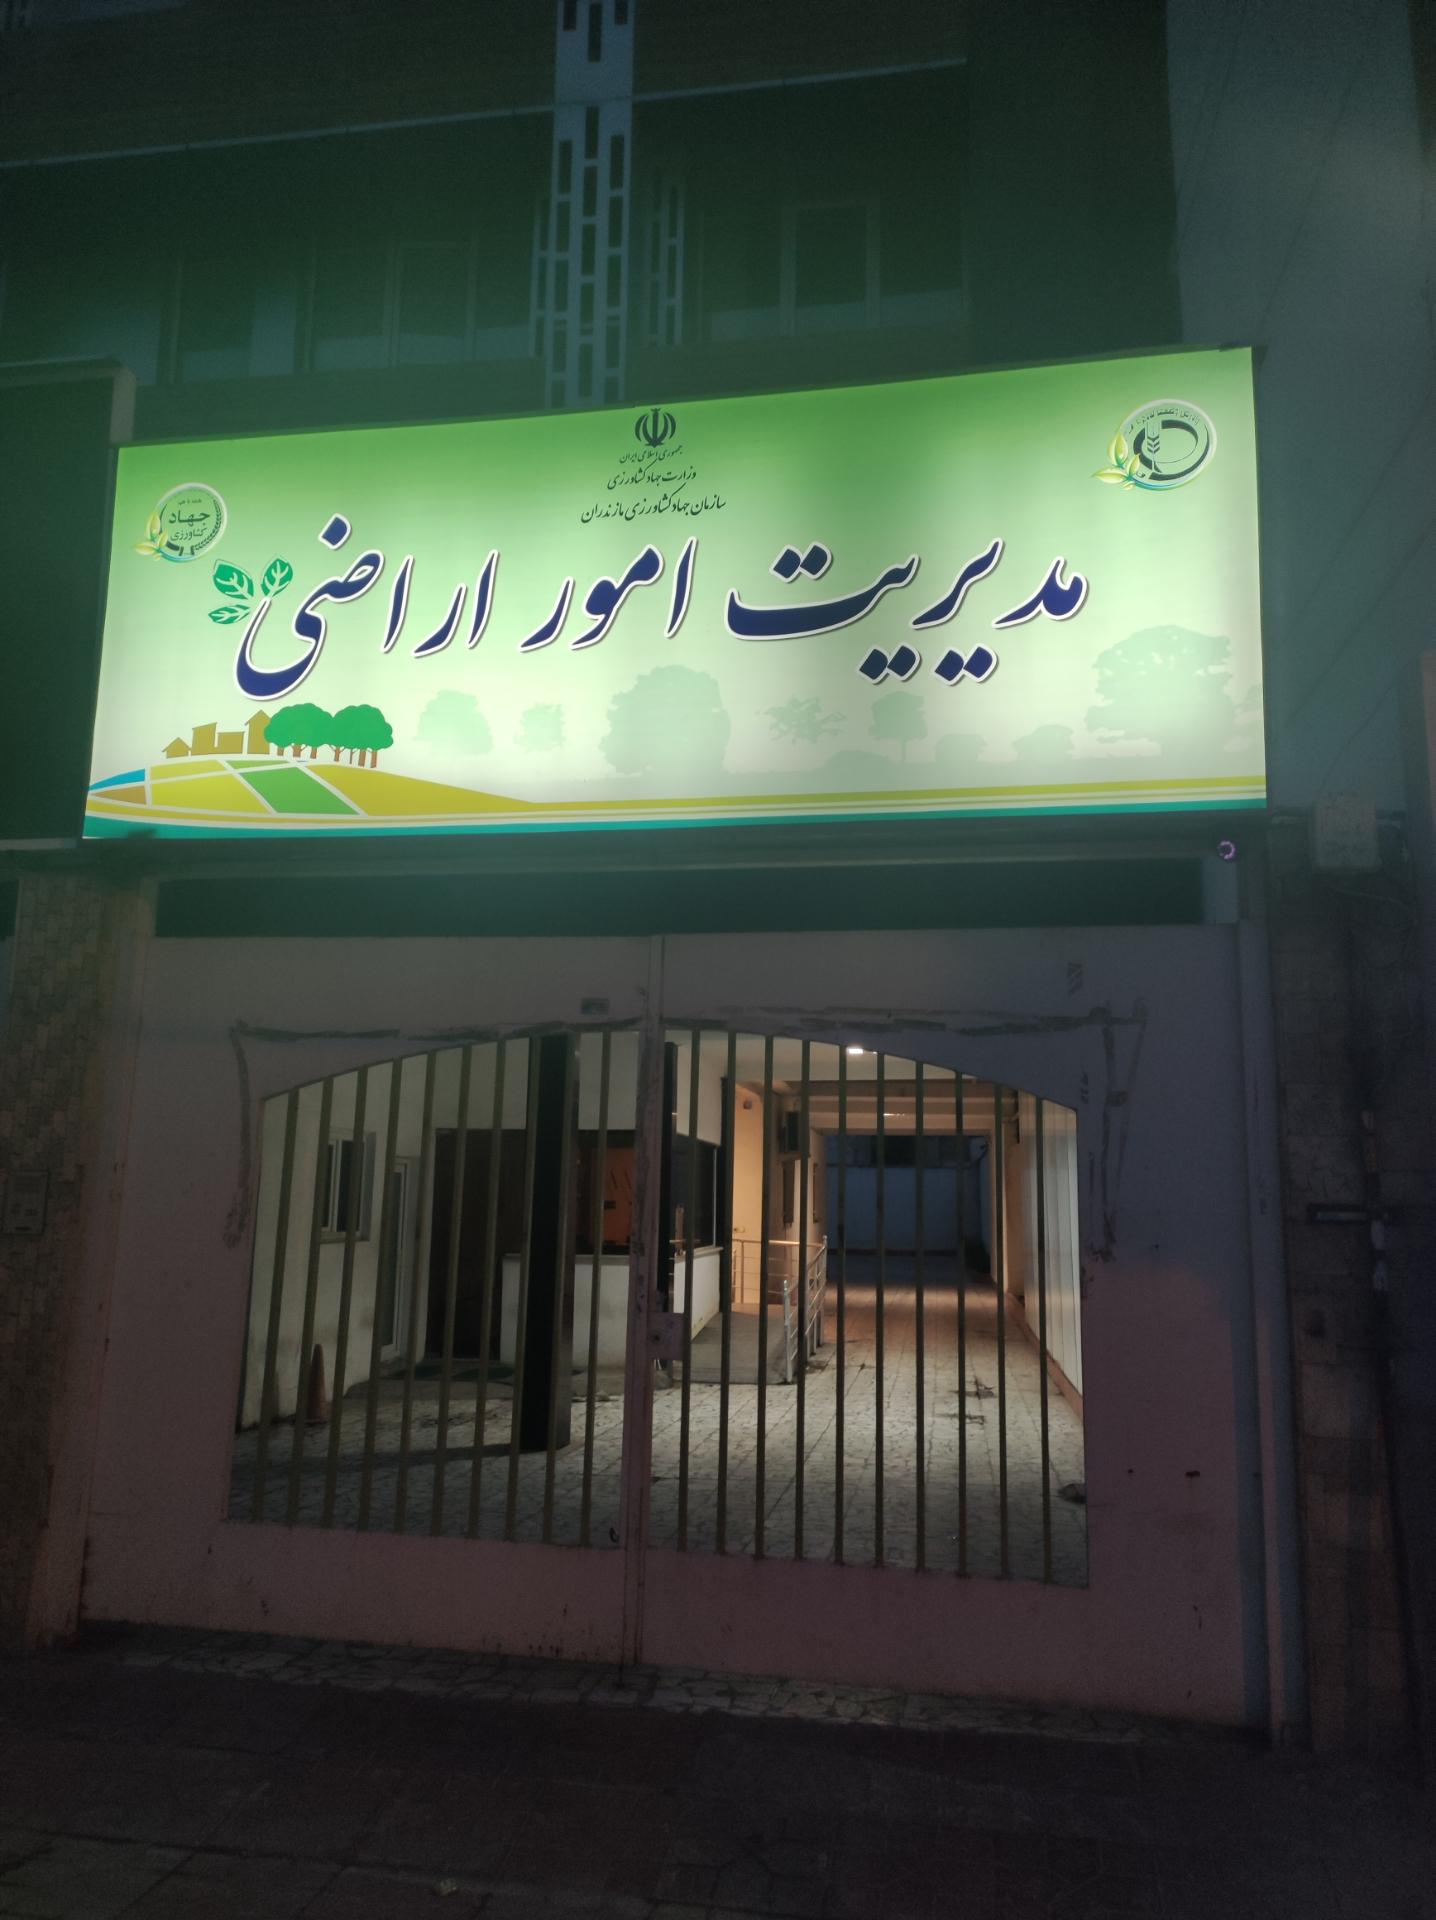 جمهوری اسلامی ایران
وزارت جهاد کشاورزی
سازمان جهاد کشاورزی مازندران
مدیریت امور اراضی
جهاد
کشاورزی